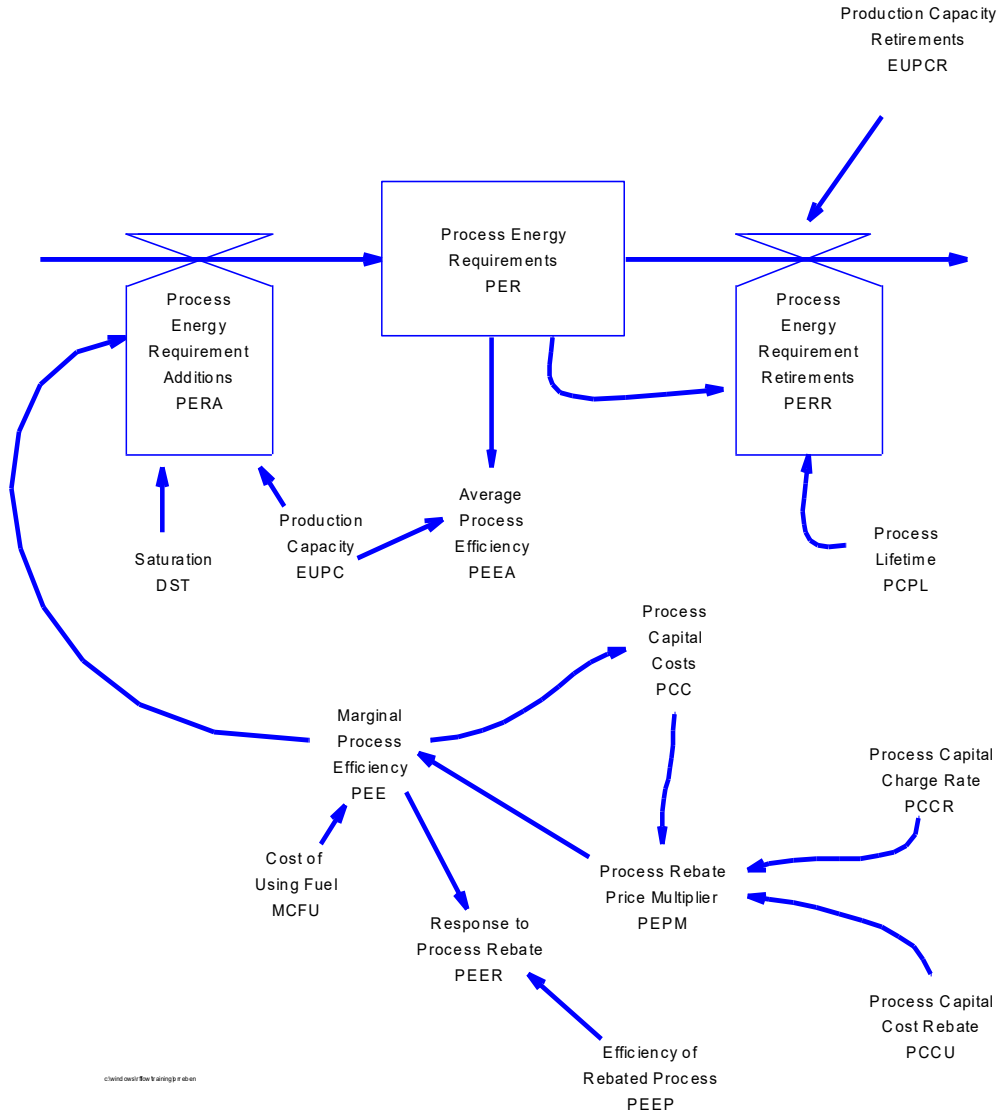 Production Capacity
Retirements
EUPCR
Process Energy
Requirements
PER
Process
Energy
Requirement
Additions
PERA
Process
Energy
Requirement
Retirements
PERR
Saturation
DST
Production
Capacity
EUPC
Average
Process
Efficiency
PEEA
Process
Lifetime
PCPL
Process
Capital
Costs
PCC
Marginal
Process
Efficiency
PEE
Process Capital
Charge Rate
PCCR
Cost of
Using Fuel
MCFU
Process Rebate
Price Multiplier
PEPM
Response to
Process Rebate
PEER
Process Capital
Cost Rebate
PCCU
Efficiency of
Rebated Process
PEEP